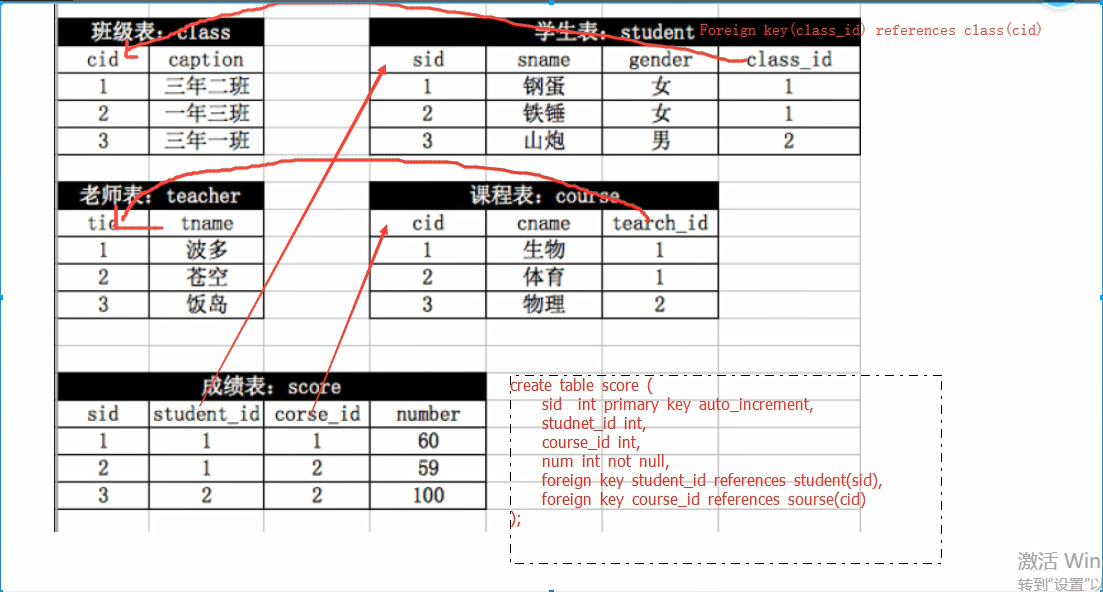 班级表：class
cid caption
1 三年二班
2 一年三班
3 三年一班
学生表：student Foreign key(class_id) references class(cid)
sid sname gender class_id
1 钢蛋 女 1
2 铁锤 女 1
3 山炮 男 2
老师表：teacher
tid tname
1 波多
2 苍空
3 饭岛
课程表：course
cid cname tearch_id
1 生物 1
2 体育 1
3 物理 2
成绩表：score
sid student_id corse_id number
1 1 1 60
2 1 2 59
3 2 2 100
create table score (
sid int primary key auto_increment,
studnet_id int,
course_id int,
num int not null,
foreign key student_id references student(sid),
foreign key course_id references sourse(cid)
);
激活 Win
转到"设置"以